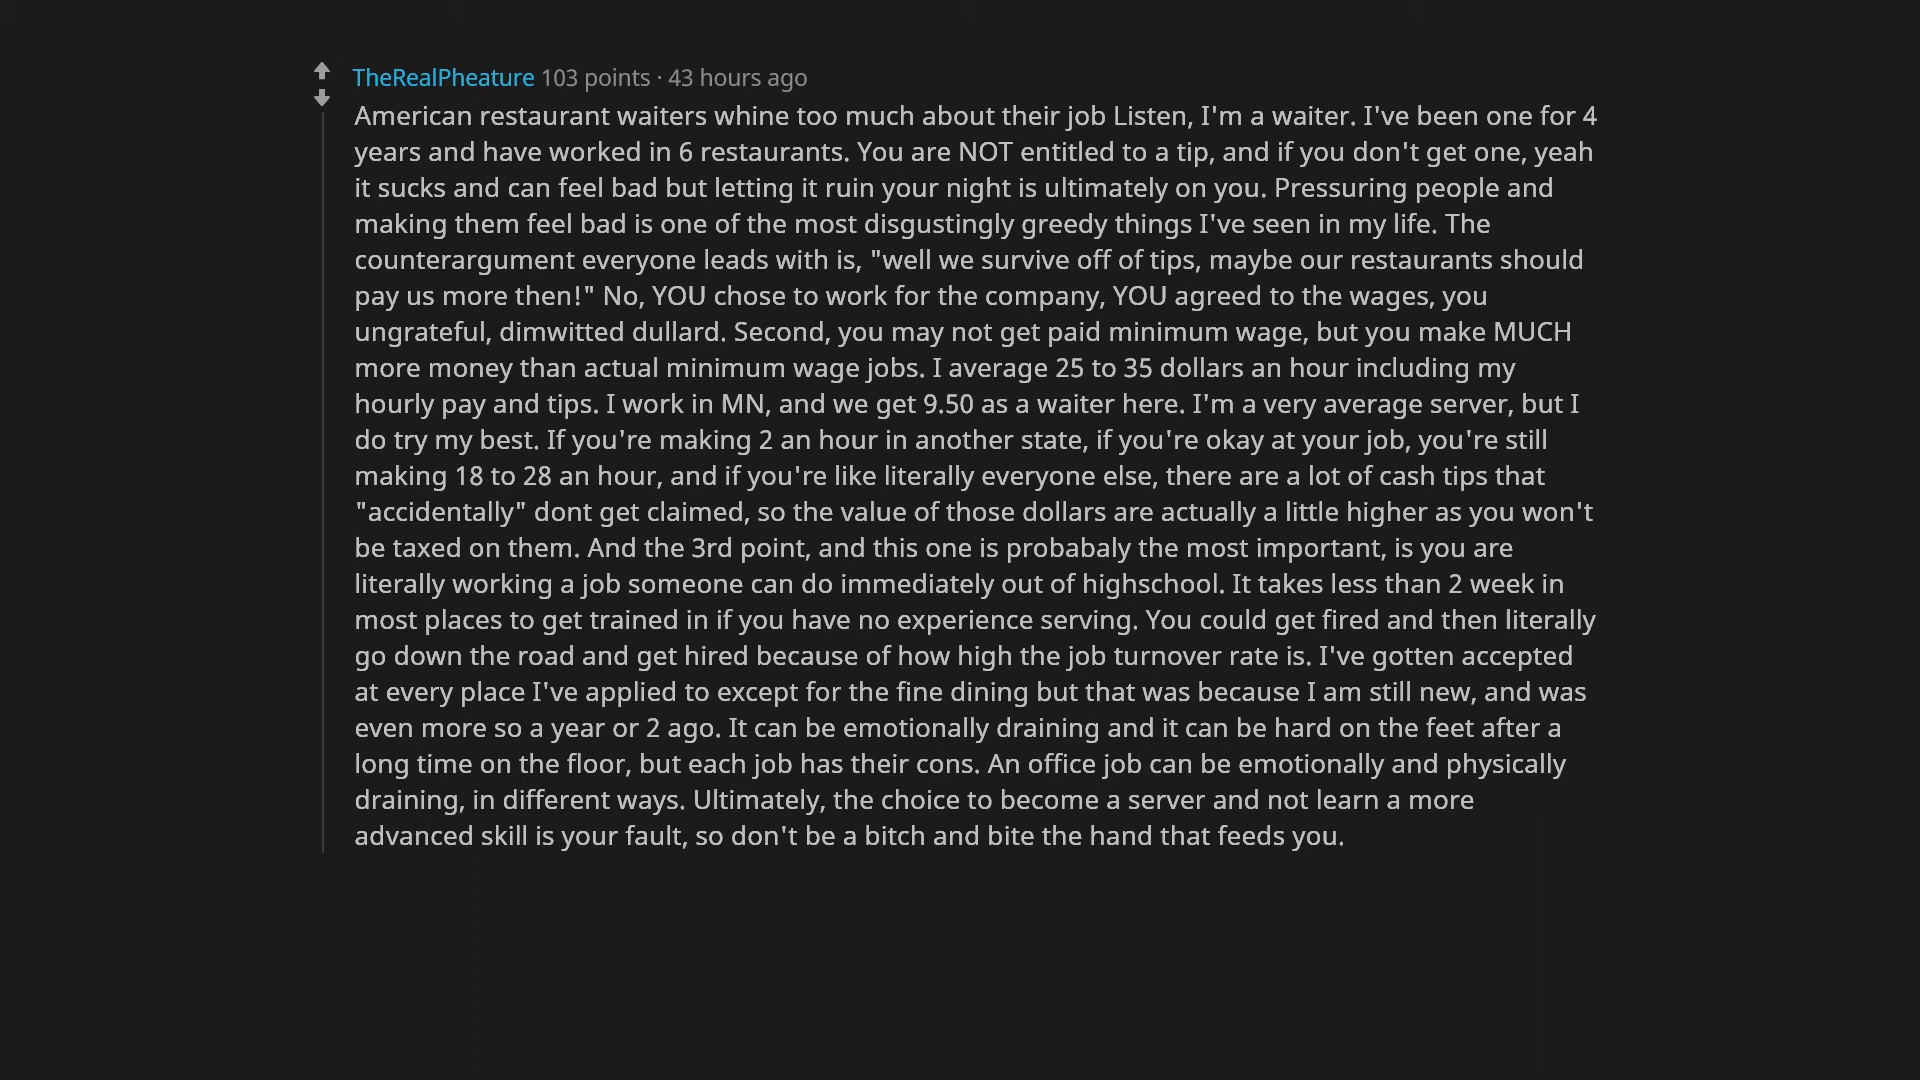 TheRealPheature 103 points · 43 hours ago
American restaurant waiters whine too much about their job Listen, I'm a waiter. I've been one for 4
years and have worked in 6 restaurants. You are NOT entitled to a tip, and if you don't get one, yeah
it sucks and can feel bad but letting it ruin your night is ultimately on you. Pressuring people and
making them feel bad is one of the most disgustingly greedy things I've seen in my life. The
counterargument everyone leads with is, "well we survive off of tips, maybe our restaurants should
pay us more then!" No, YOU chose to work for the company, YOU agreed to the wages, you
ungrateful, dimwitted dullard. Second, you may not get paid minimum wage, but you make MUCH
more money than actual minimum wage jobs. I average 25 to 35 dollars an hour including my
hourly pay and tips. I work in MN, and we get 9.50 as a waiter here. I'm a very average server, but I
do try my best. If you're making 2 an hour in another state, if you're okay at your job, you're still
making 18 to 28 an hour, and if you're like literally everyone else, there are a lot of cash tips that
"accidentally" dont get claimed, so the value of those dollars are actually a little higher as you won't
be taxed on them. And the 3rd point, and this one is probabaly the most important, is you are
literally working a job someone can do immediately out of highschool. It takes less than 2 week in
most places to get trained in if you have no experience serving. You could get fired and then literally
go down the road and get hired because of how high the job turnover rate is. I've gotten accepted
at every place I've applied to except for the fine dining but that was because I am still new, and was
even more so a year or 2 ago. It can be emotionally draining and it can be hard on the feet after a
long time on the floor, but each job has their cons. An office job can be emotionally and physically
draining, in different ways. Ultimately, the choice to become a server and not learn a more
advanced skill is your fault, so don't be a bitch and bite the hand that feeds you.